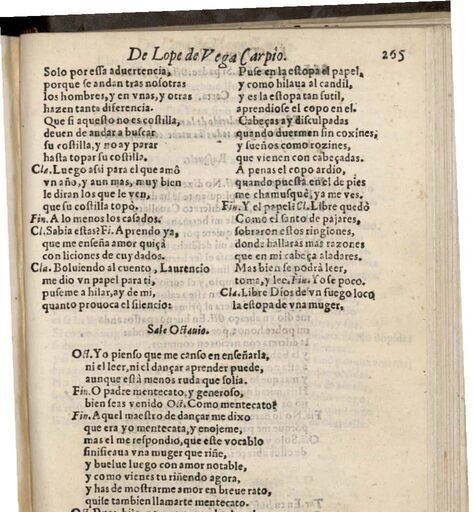 De Lope de Vega Carpio. 265
Solo por essa aduertencia,
porque se andan tras nosotras
los hombres, y en vnas, y otras
hazen tanta diferencia.
Que si aquesto no es costilla,
deuen de andar a buscar
su costilla, y no ay parar
hasta topar su costilla.
Cla. Luego assi para el que amô
vn año, y aun mas, muy bien
le diran los que le ven,
que su costilla topo.
Fin. A lo menos los casados.
Cl. Sabia estas? Fi. Aprendo ya,
que me enseña amor quiçà
con liciones de cuydados.
Cla. Boluiendo al cuento, Laurencio
me dio vn papel para ti,
puseme a hilar, ay de mi,
quanto prouoca el silencio:
Puse en la estopa el papel,
y como hilaua al candil,
y es la estopa tan sutil,
aprendiose el copo en el.
Cabeças ay disculpadas
quando duermen sin coxines,
y sueños como rozines,
que vienen con cabeçadas.
A penas el copo ardio,
quando puesta en el de pies
me chamusquè, ya me ves.
Fin. Y el papel? Cl. Libre quedò
Como el santo de pajares,
sobraron estos ringlones,
donde hallaras mas razones
que en mi cabeça aladares.
Mas bien se podrà leer,
toma, y lee. Fin. Yo se poco.
Cla. Libre Dios de vn fuego loco
la estopa de vna muger.
Sale Octauio.
Oct. Yo pienso que me canso en enseñarla,
ni el leer, ni el dançar aprender puede,
aunque està menos ruda que solia.
Fin. O padre mentecato, y generoso,
bien seas venido Oct. Como mentecato?
Fin. Aquel maestro de dançar me dixo
que era yo mentecata, y enojeme,
mas el me respondio, que este vocablo
sinificaua vna muger que riñe,
y buelue luego con amor notable,
y como vienes tu riñendo agora,
y has de mostrarme amor en breue rato,
quise tambien llamarte mentecato.